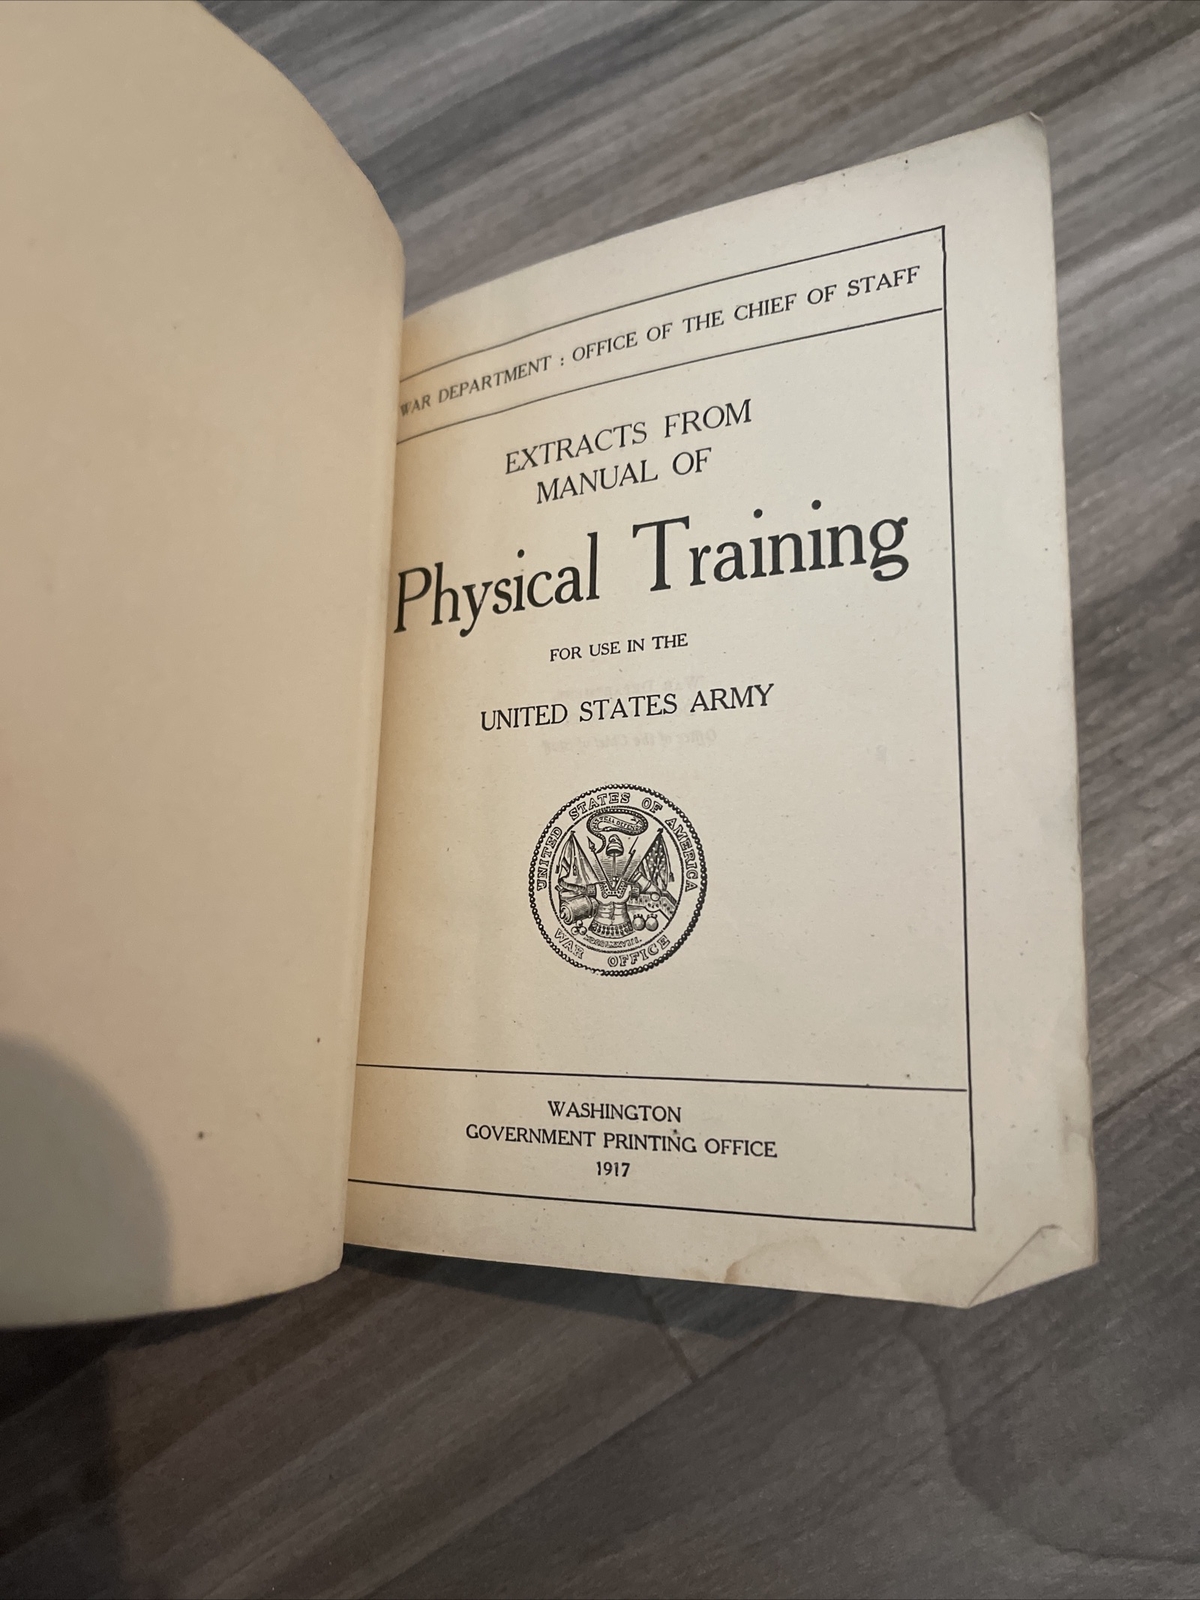 WAR DEPARTMENT : OFFICE OF THE CHIEF OF STAFF
EXTRACTS FROM
MANUAL OF
Physical Training
FOR USE IN THE
UNITED STATES ARMY
UNITED STATES OF AMERICA
WAR OFFICE
WASHINGTON
GOVERNMENT PRINTING OFFICE
1917